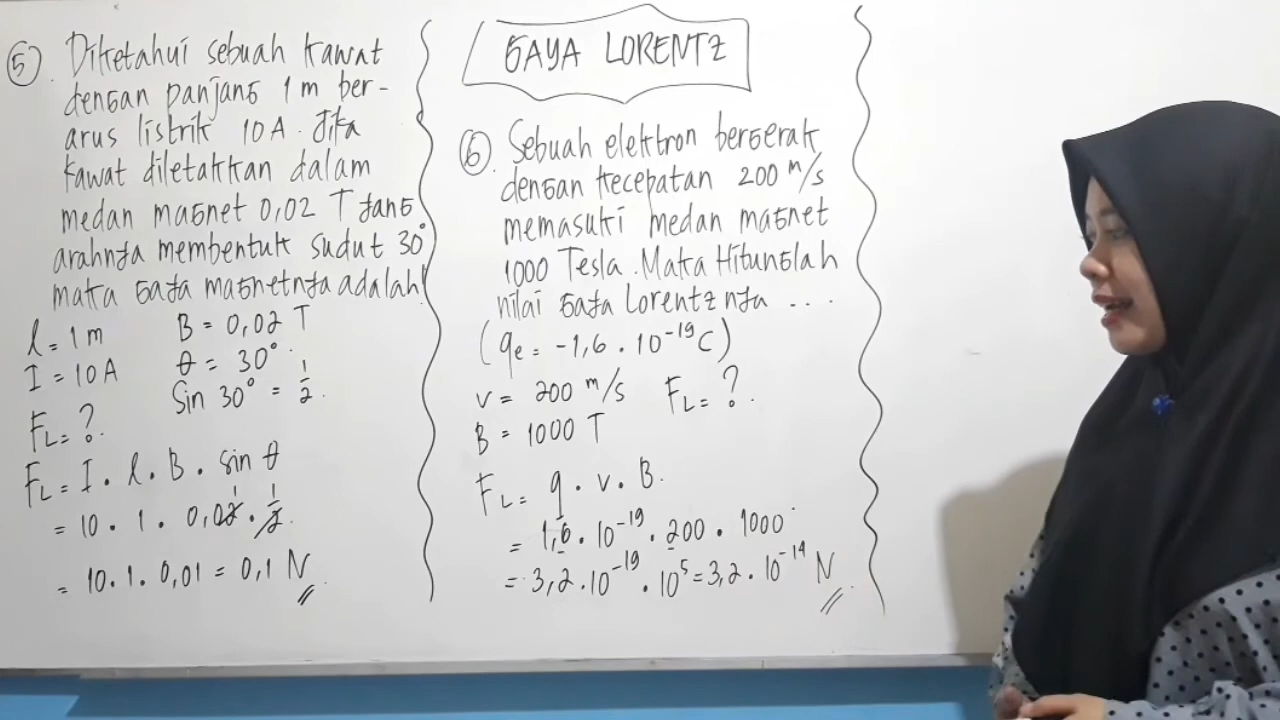 5. Diketahui sebuah kawat
dengan panjang 1 m ber-
arus listrik 10 A. Jika
kawat diletakkan dalam
medan magnet 0,02 T yang
arahnya membentuk sudut 30°
maka gaya magnetnya adalah!
l = 1 m B = 0,02 T
I = 10 A θ = 30°
Sin 30° = 1/2.
FL = ?
FL = I . l . B . sin θ
= 10 . 1 . 0,02 . 1/2.
= 10 . 1 . 0,01 = 0,1 N
GAYA LORENTZ
6. Sebuah elektron bergerak
dengan kecepatan 200 m/s
memasuki medan magnet
1000 Tesla. Maka Hitunglah
nilai gaya Lorentznya ....
(qe = -1,6 . 10⁻¹⁹ C)
v = 200 m/s FL = ?
B = 1000 T
FL = q . v . B.
= 1,6 . 10⁻¹⁹ . 200 . 1000
= 3,2 . 10⁻¹⁹ . 10⁵ = 3,2 . 10⁻¹⁴ N